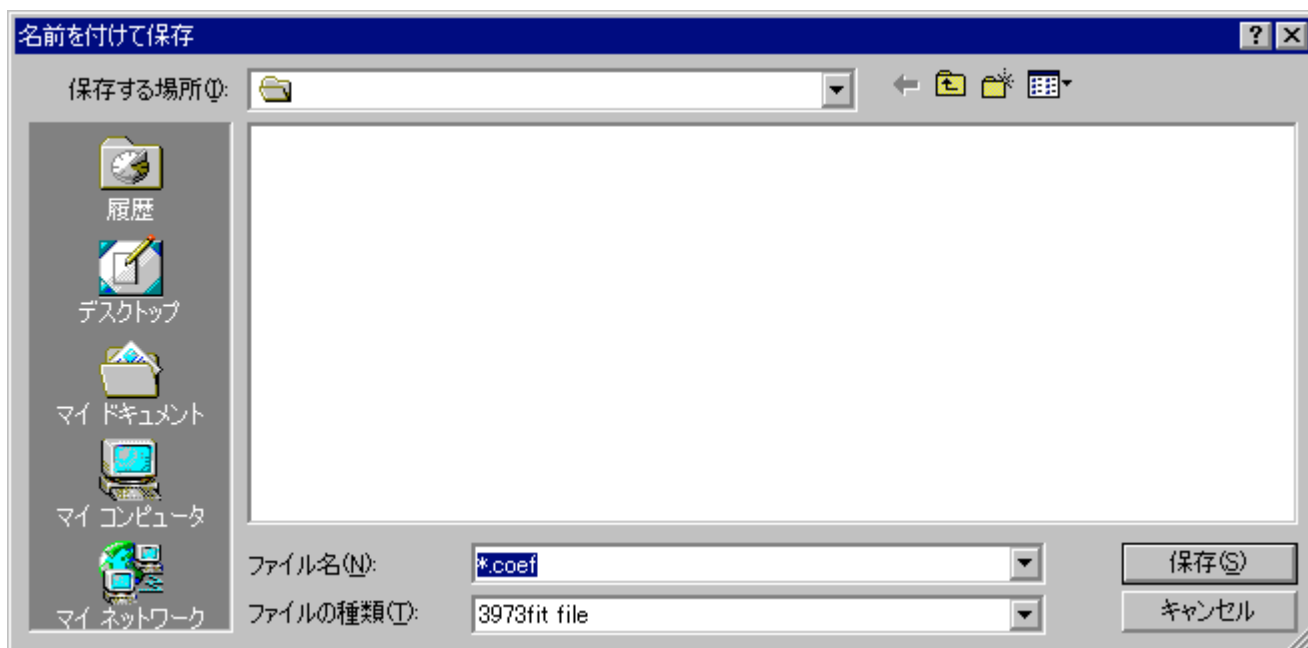 名前を付けて保存
保存する場所(I):
履歴
デスクトップ
マイ ドキュメント
マイ コンピュータ
マイ ネットワーク
ファイル名(N):
*.coef
保存(S)
ファイルの種類(T):
3973fit file
キャンセル